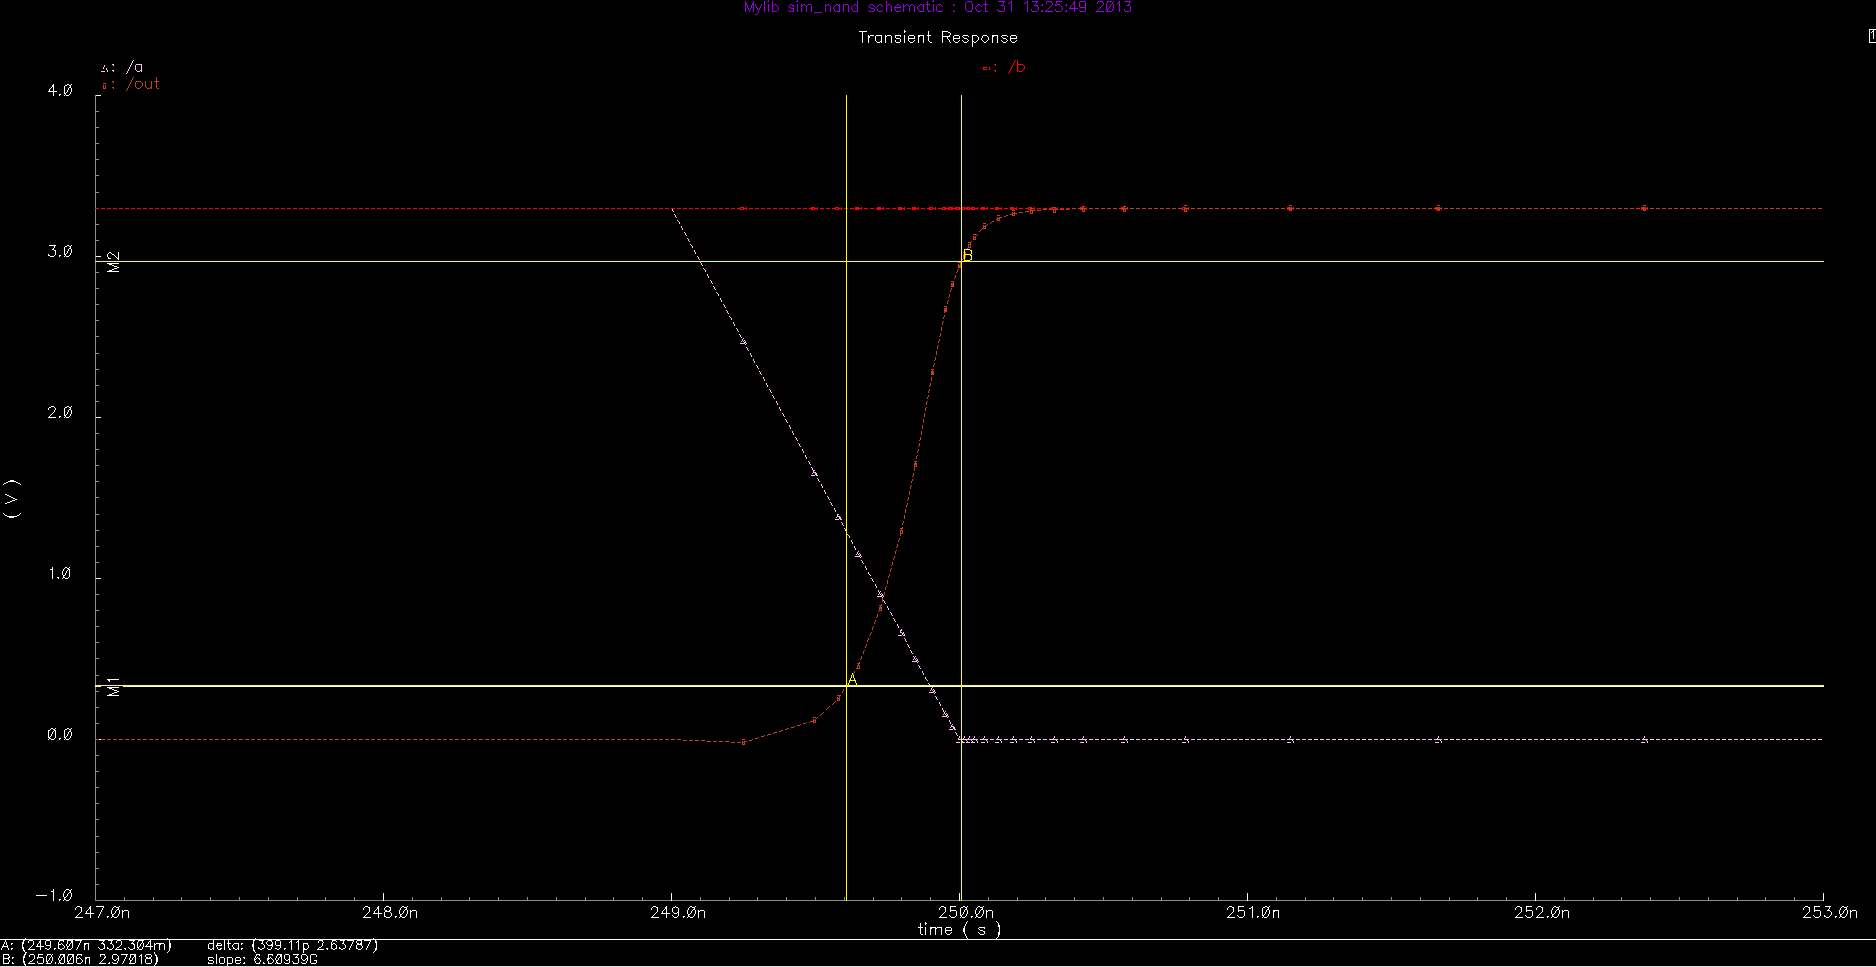 Mylib sim_nand schematic : Oct 31 13:25:49 2013
Transient Response
1
▵: /a
▫: /out
▫: /b
4.0
3.0
M2
2.0
( V )
1.0
M1
0.0
-1.0
A
B
247.0n 248.0n 249.0n 250.0n 251.0n 252.0n 253.0n
time ( s )
A: (249.607n 332.304m) delta: (399.11p 2.63787)
B: (250.006n 2.97018) slope: 6.60939G